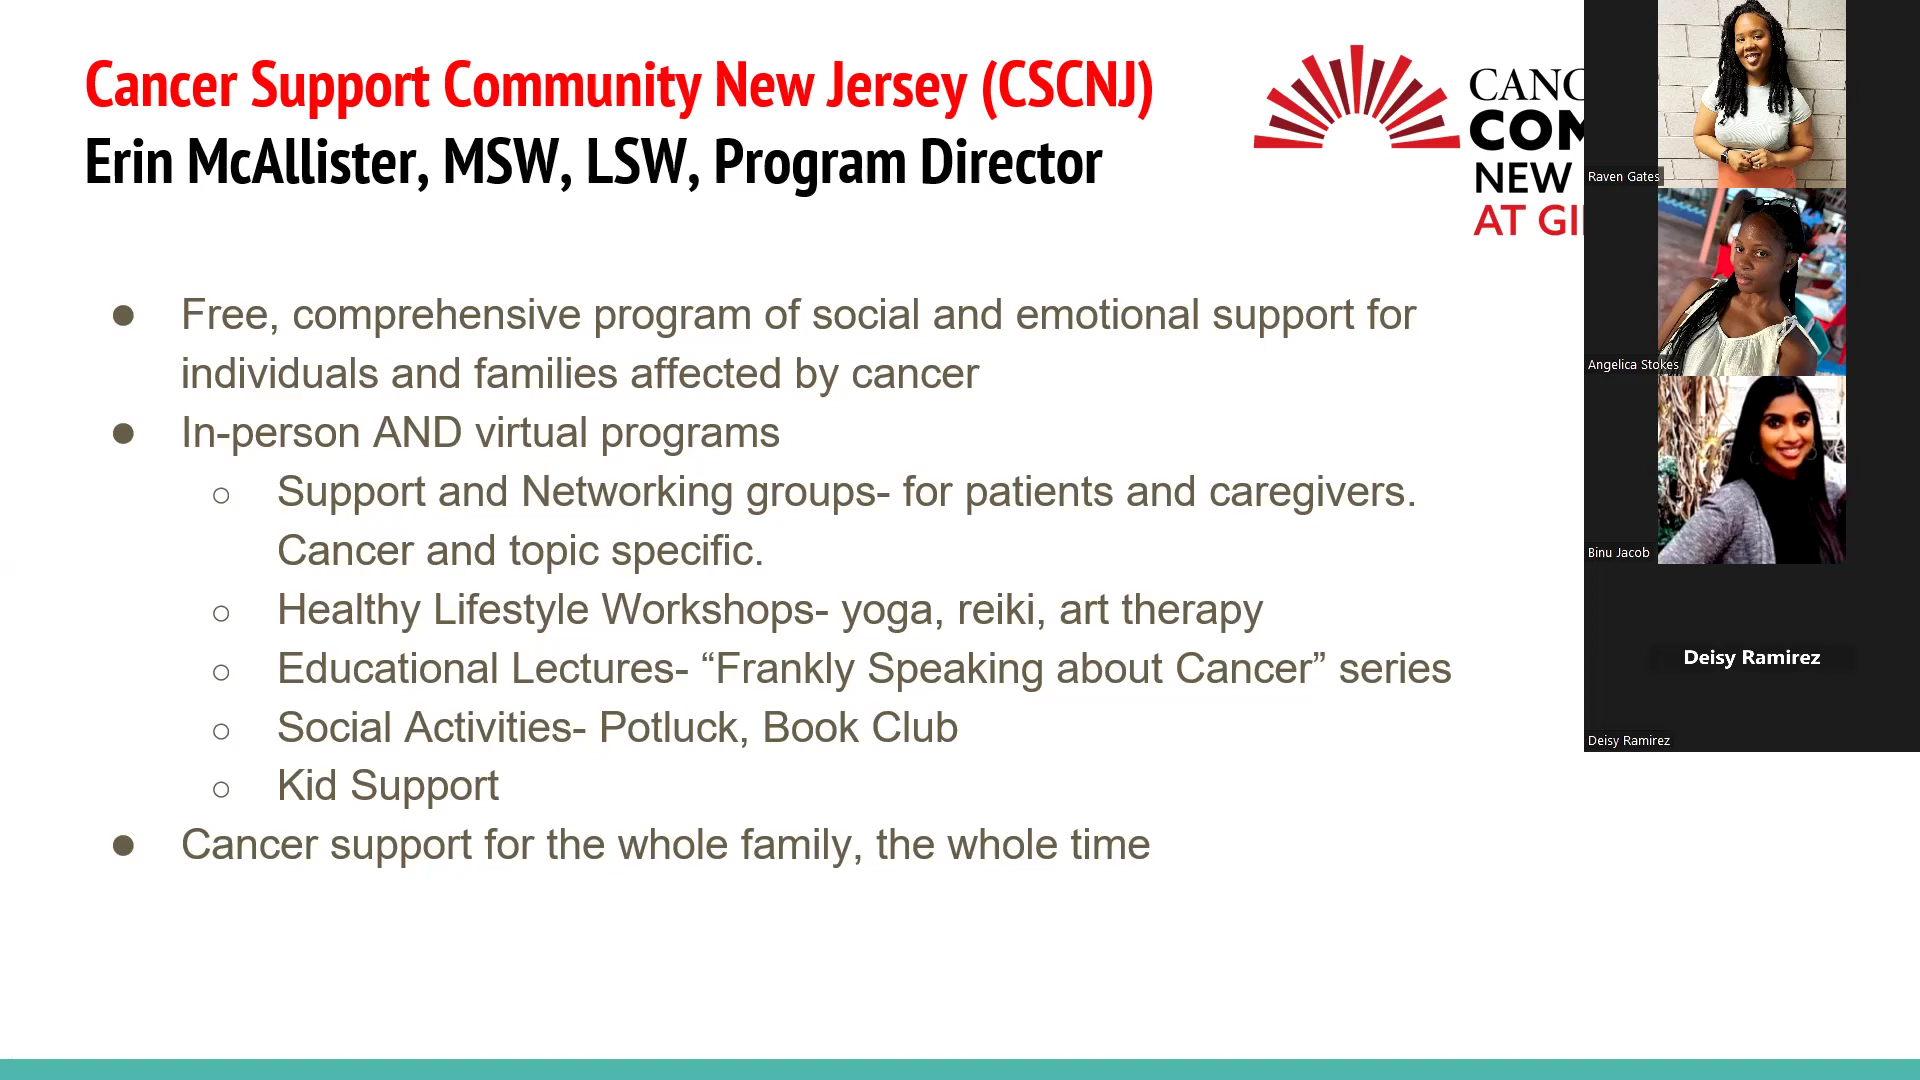 Cancer Support Community New Jersey (CSCNJ)
Erin McAllister, MSW, LSW, Program Director
COM
NEW
AT
● Free, comprehensive program of social and emotional support for
individuals and families affected by cancer
● In-person AND virtual programs
○ Support and Networking groups- for patients and caregivers.
Cancer and topic specific.
○ Healthy Lifestyle Workshops- yoga, reiki, art therapy
○ Educational Lectures- “Frankly Speaking about Cancer” series
○ Social Activities- Potluck, Book Club
○ Kid Support
● Cancer support for the whole family, the whole time
Raven Gates
Angelica Stokes
Binu Jacob
Deisy Ramirez
Deisy Ramirez